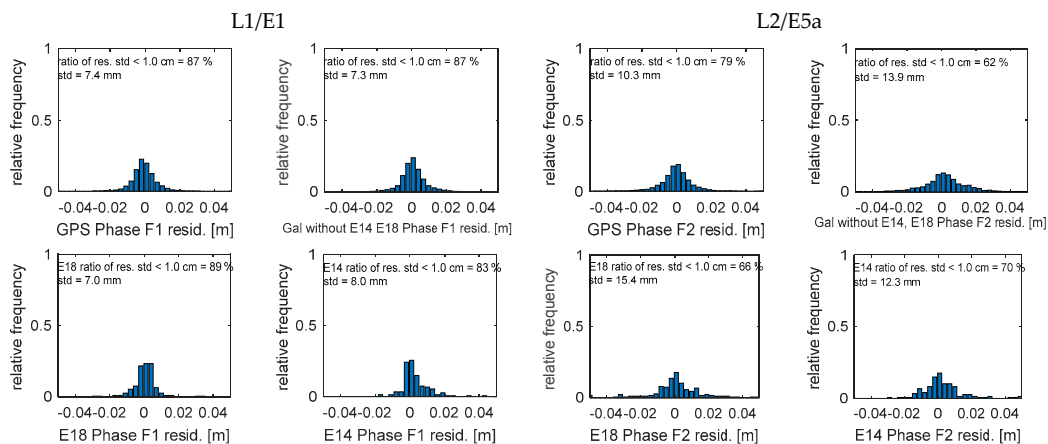 L1/E1
L2/E5a
relative frequency
1
0.5
0
ratio of res. std < 1.0 cm = 87 %
std = 7.4 mm
-0.04-0.02 0 0.02 0.04
GPS Phase F1 resid. [m]
relative frequency
1
0.5
0
ratio of res. std < 1.0 cm = 87 %
std = 7.3 mm
-0.04-0.02 0 0.02 0.04
Gal without E14 E18 Phase F1 resid. [m]
relative frequency
1
0.5
0
ratio of res. std < 1.0 cm = 79 %
std = 10.3 mm
-0.04-0.02 0 0.02 0.04
GPS Phase F2 resid. [m]
relative frequency
1
0.5
0
ratio of res. std < 1.0 cm = 62 %
std = 13.9 mm
-0.04-0.02 0 0.02 0.04
Gal without E14, E18 Phase F2 resid. [m]
relative frequency
1
0.5
0
E18 ratio of res. std < 1.0 cm = 89 %
std = 7.0 mm
-0.04-0.02 0 0.02 0.04
E18 Phase F1 resid. [m]
relative frequency
1
0.5
0
E14 ratio of res. std < 1.0 cm = 83 %
std = 8.0 mm
-0.04-0.02 0 0.02 0.04
E14 Phase F1 resid. [m]
relative frequency
1
0.5
0
E18 ratio of res. std < 1.0 cm = 66 %
std = 15.4 mm
-0.04-0.02 0 0.02 0.04
E18 Phase F2 resid. [m]
relative frequency
1
0.5
0
E14 ratio of res. std < 1.0 cm = 70 %
std = 12.3 mm
-0.04-0.02 0 0.02 0.04
E14 Phase F2 resid. [m]